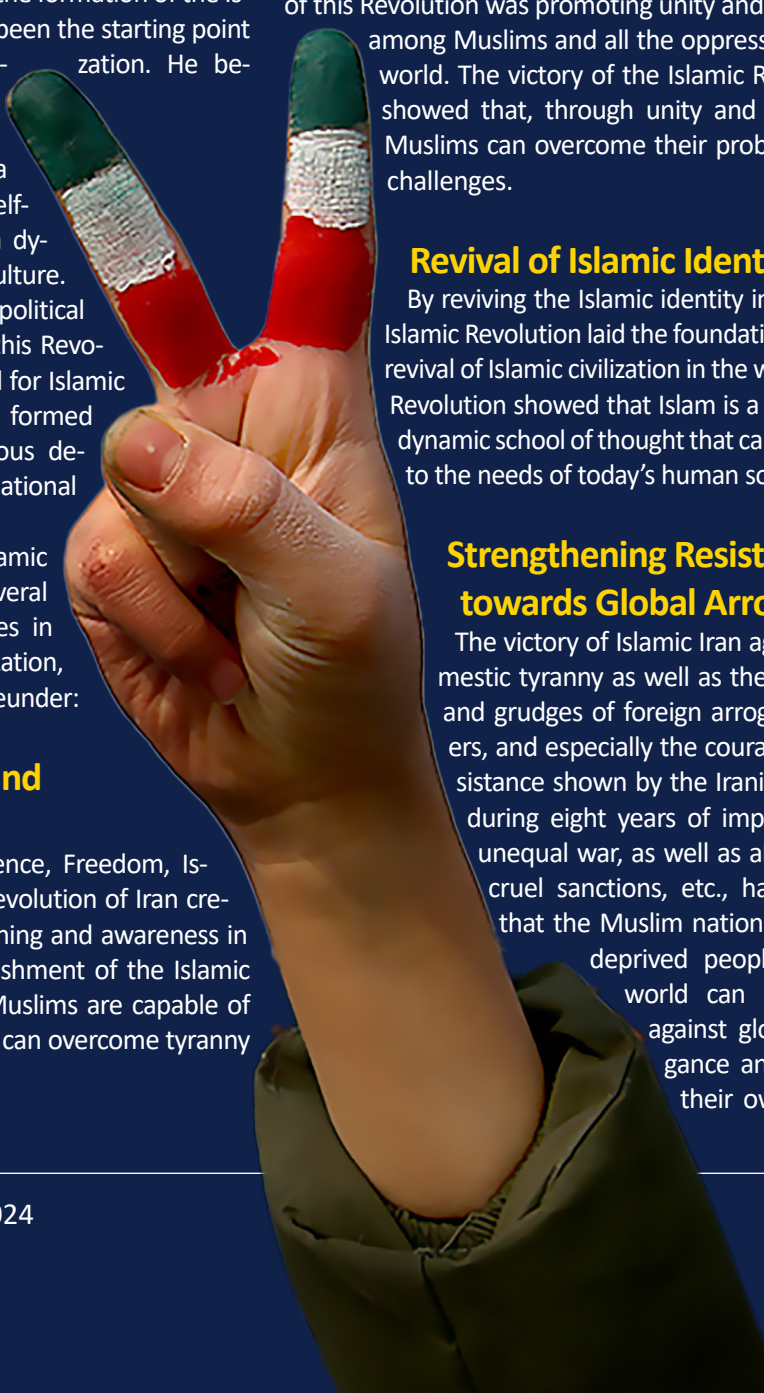 the formation of the is-
been the starting point
- zation. He be-
a
elf-
dy-
ulture.
political
his Revo-
for Islamic
formed
ous de-
ational
amic
veral
es in
ation,
eunder:
nd
ence, Freedom, Is-
evolution of Iran cre-
ning and awareness in
shment of the Islamic
Muslims are capable of
can overcome tyranny
024
of this Revolution was promoting unity and
among Muslims and all the oppress
world. The victory of the Islamic R
showed that, through unity and
Muslims can overcome their prob
challenges.
Revival of Islamic Ident
By reviving the Islamic identity in
Islamic Revolution laid the foundati
revival of Islamic civilization in the w
Revolution showed that Islam is a
dynamic school of thought that ca
to the needs of today's human so
Strengthening Resist
towards Global Arro
The victory of Islamic Iran ag
mestic tyranny as well as the
and grudges of foreign arrog
ers, and especially the coura
sistance shown by the Irani
during eight years of imp
unequal war, as well as a
cruel sanctions, etc., ha
that the Muslim nation
deprived peopl
world can
against glo
gance an
their ow